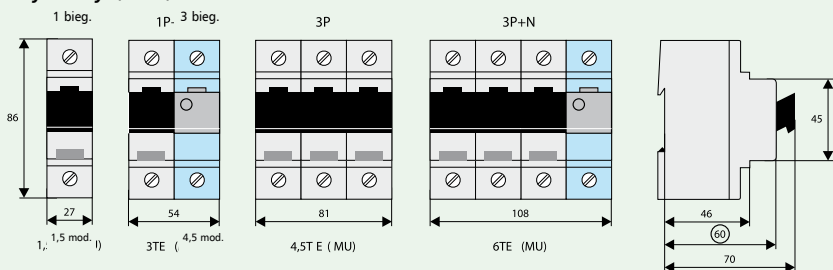 1 bieg.
1P-
3 bieg.
3P
3P+N
86
45
27
54
81
108
46
60
70
1,5 mod.
3TE (
4,5 mod.
4,5T E ( MU)
6TE (MU)